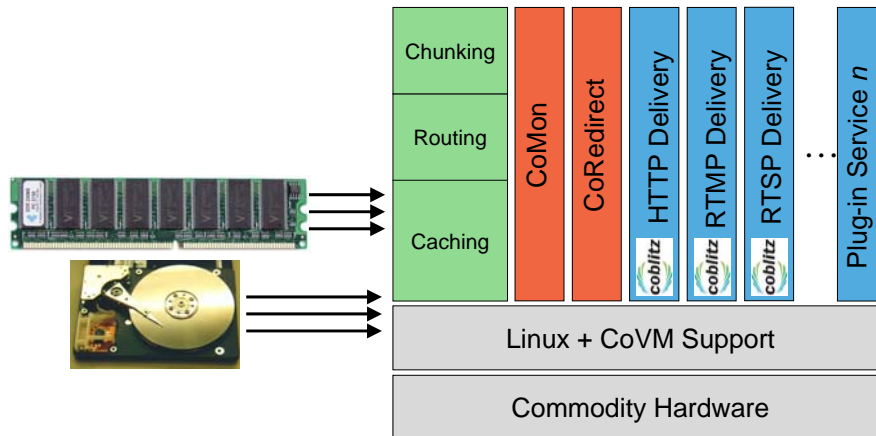 Chunking
Routing
Caching
CoMon
CoRedirect
HTTP Delivery
coblitz
RTMP Delivery
coblitz
RTSP Delivery
coblitz
...
Plug-in Service n
Linux + CoVM Support
Commodity Hardware